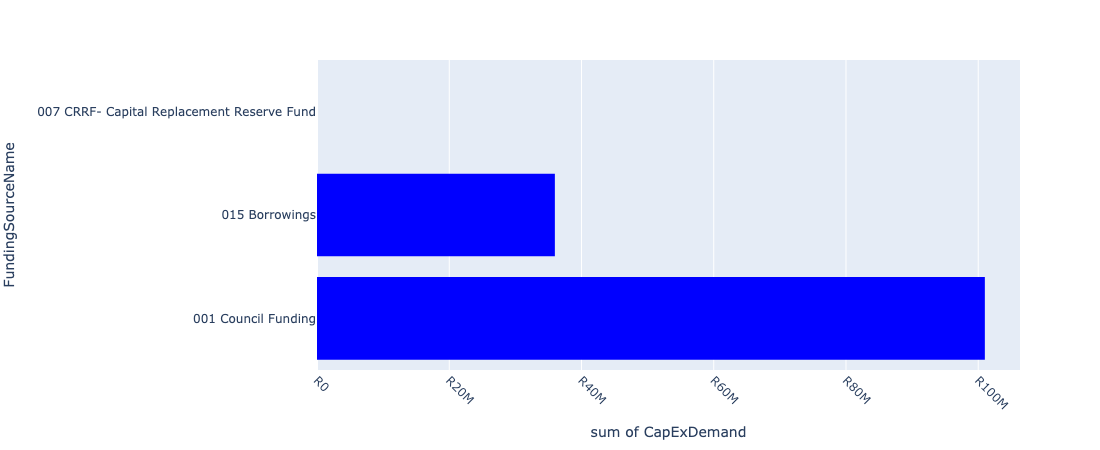 007 CRRF- Capital Replacement Reserve Fund
015 Borrowings
001 Council Funding
FundingSourceName
R0
R20M
R40M
R60M
R80M
R100M
sum of CapExDemand